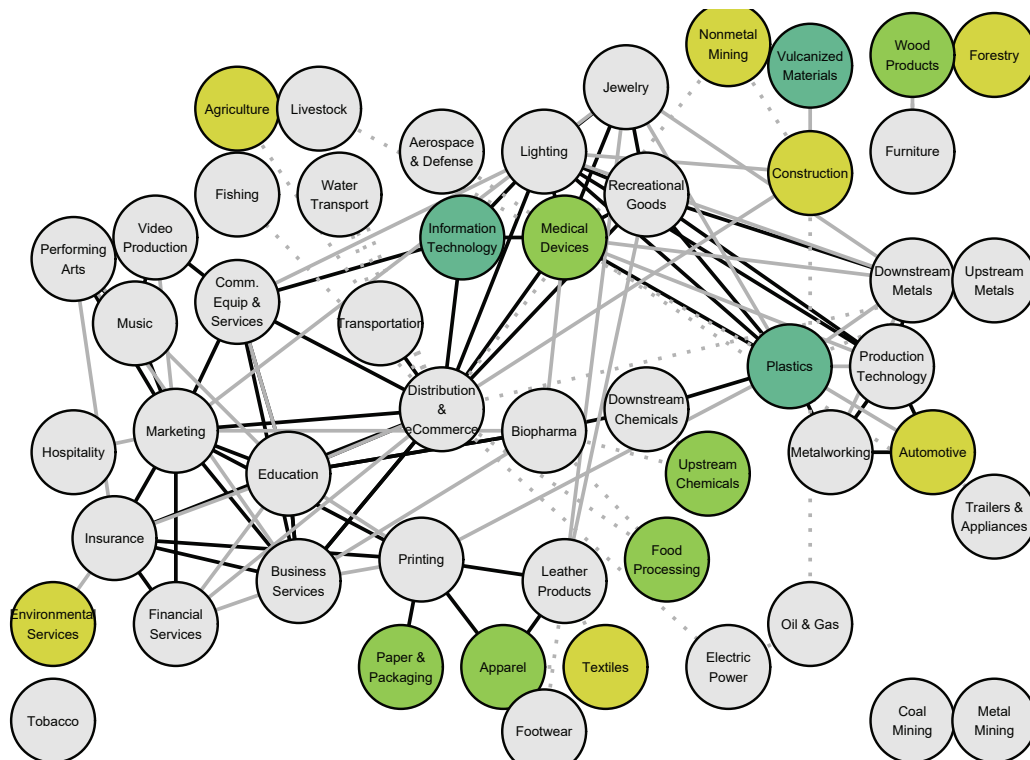 Nonmetal
Mining
Vulcanized
Materials
Wood
Products
Forestry
Jewelry
Agriculture
Livestock
Aerospace
& Defense
Lighting
Furniture
Construction
Fishing
Water
Transport
Recreational
Goods
Information
Technology
Medical
Devices
Video
Production
Performing
Arts
Comm.
Equip &
Services
Downstream
Metals
Upstream
Metals
Music
Transportation
Plastics
Production
Technology
Distribution
&
eCommerce
Downstream
Chemicals
Marketing
Biopharma
Hospitality
Education
Upstream
Chemicals
Metalworking
Automotive
Trailers &
Appliances
Insurance
Printing
Food
Processing
Business
Services
Leather
Products
Environmental
Services
Financial
Services
Oil & Gas
Paper &
Packaging
Apparel
Textiles
Electric
Power
Tobacco
Footwear
Coal
Mining
Metal
Mining